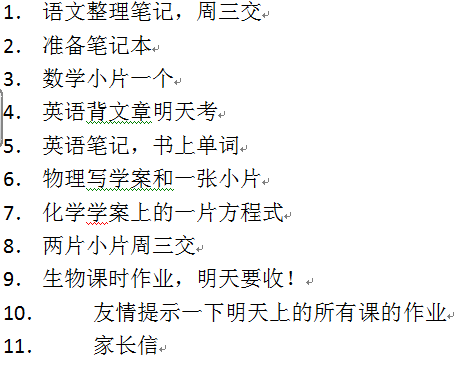 1. 语文整理笔记，周三交
2. 准备笔记本
3. 数学小片一个
4. 英语背文章明天考
5. 英语笔记，书上单词
6. 物理写学案和一张小片
7. 化学学案上的一片方程式
8. 两片小片周三交
9. 生物课时作业，明天要收！
10. 友情提示一下明天上的所有课的作业
11. 家长信